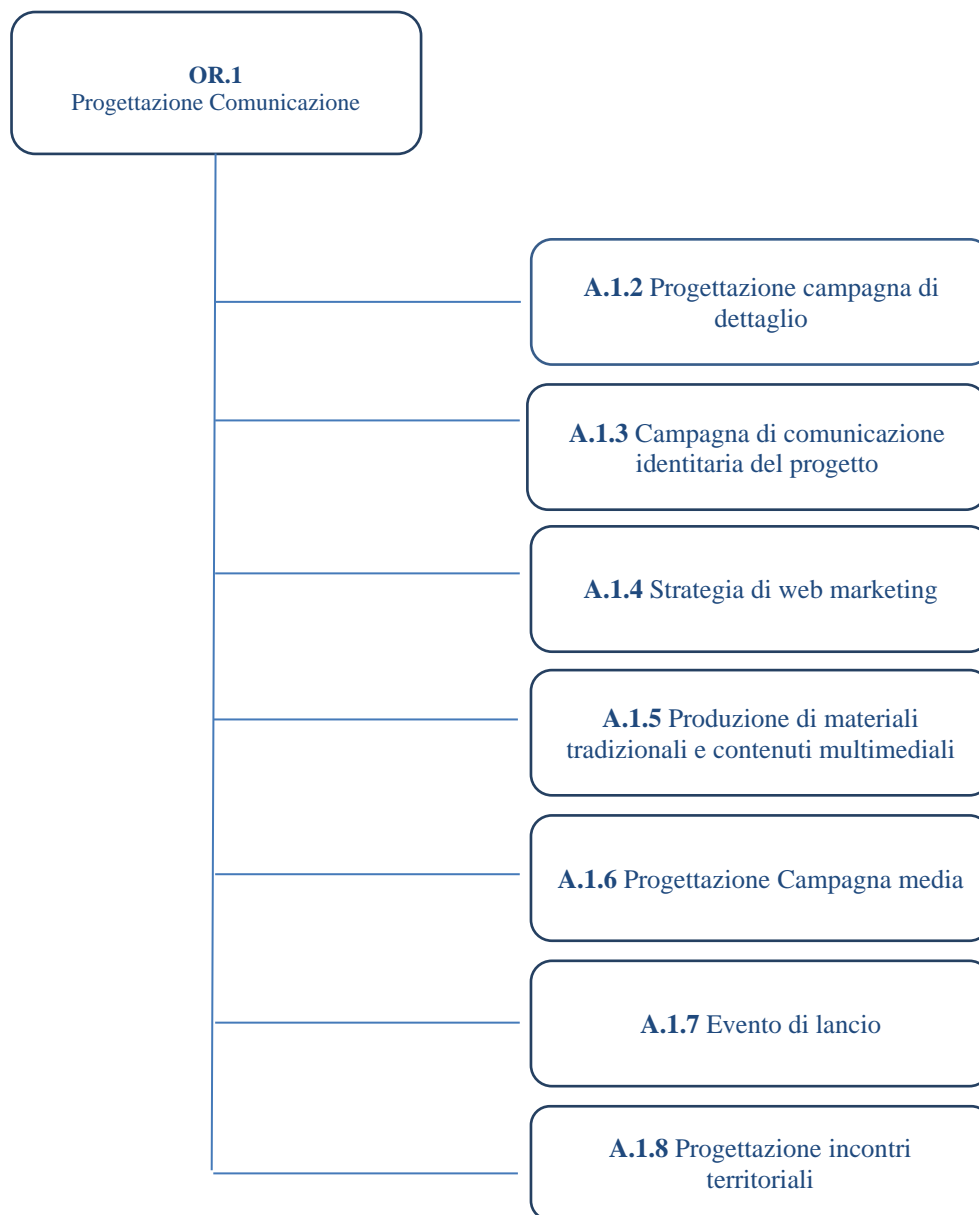 OR.1
Progettazione Comunicazione
A.1.2 Progettazione campagna di
dettaglio
A.1.3 Campagna di comunicazione
identitaria del progetto
A.1.4 Strategia di web marketing
A.1.5 Produzione di materiali
tradizionali e contenuti multimediali
A.1.6 Progettazione Campagna media
A.1.7 Evento di lancio
A.1.8 Progettazione incontri
territoriali